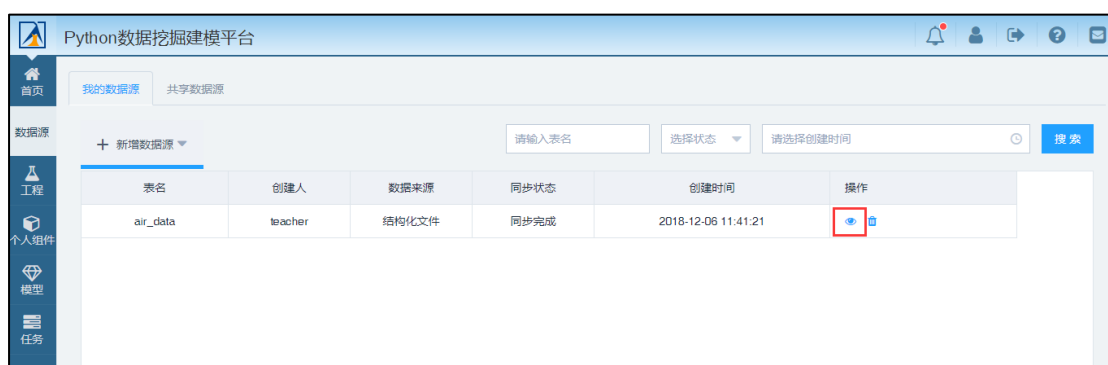 Python数据挖掘建模平台
首页
我的数据源 共享数据源
数据源
+ 新增数据源 请输入表名 选择状态 请选择创建时间 搜索
工程
表名 创建人 数据来源 同步状态 创建时间 操作
air_data teacher 结构化文件 同步完成 2018-12-06 11:41:21
个人组件
模型
任务